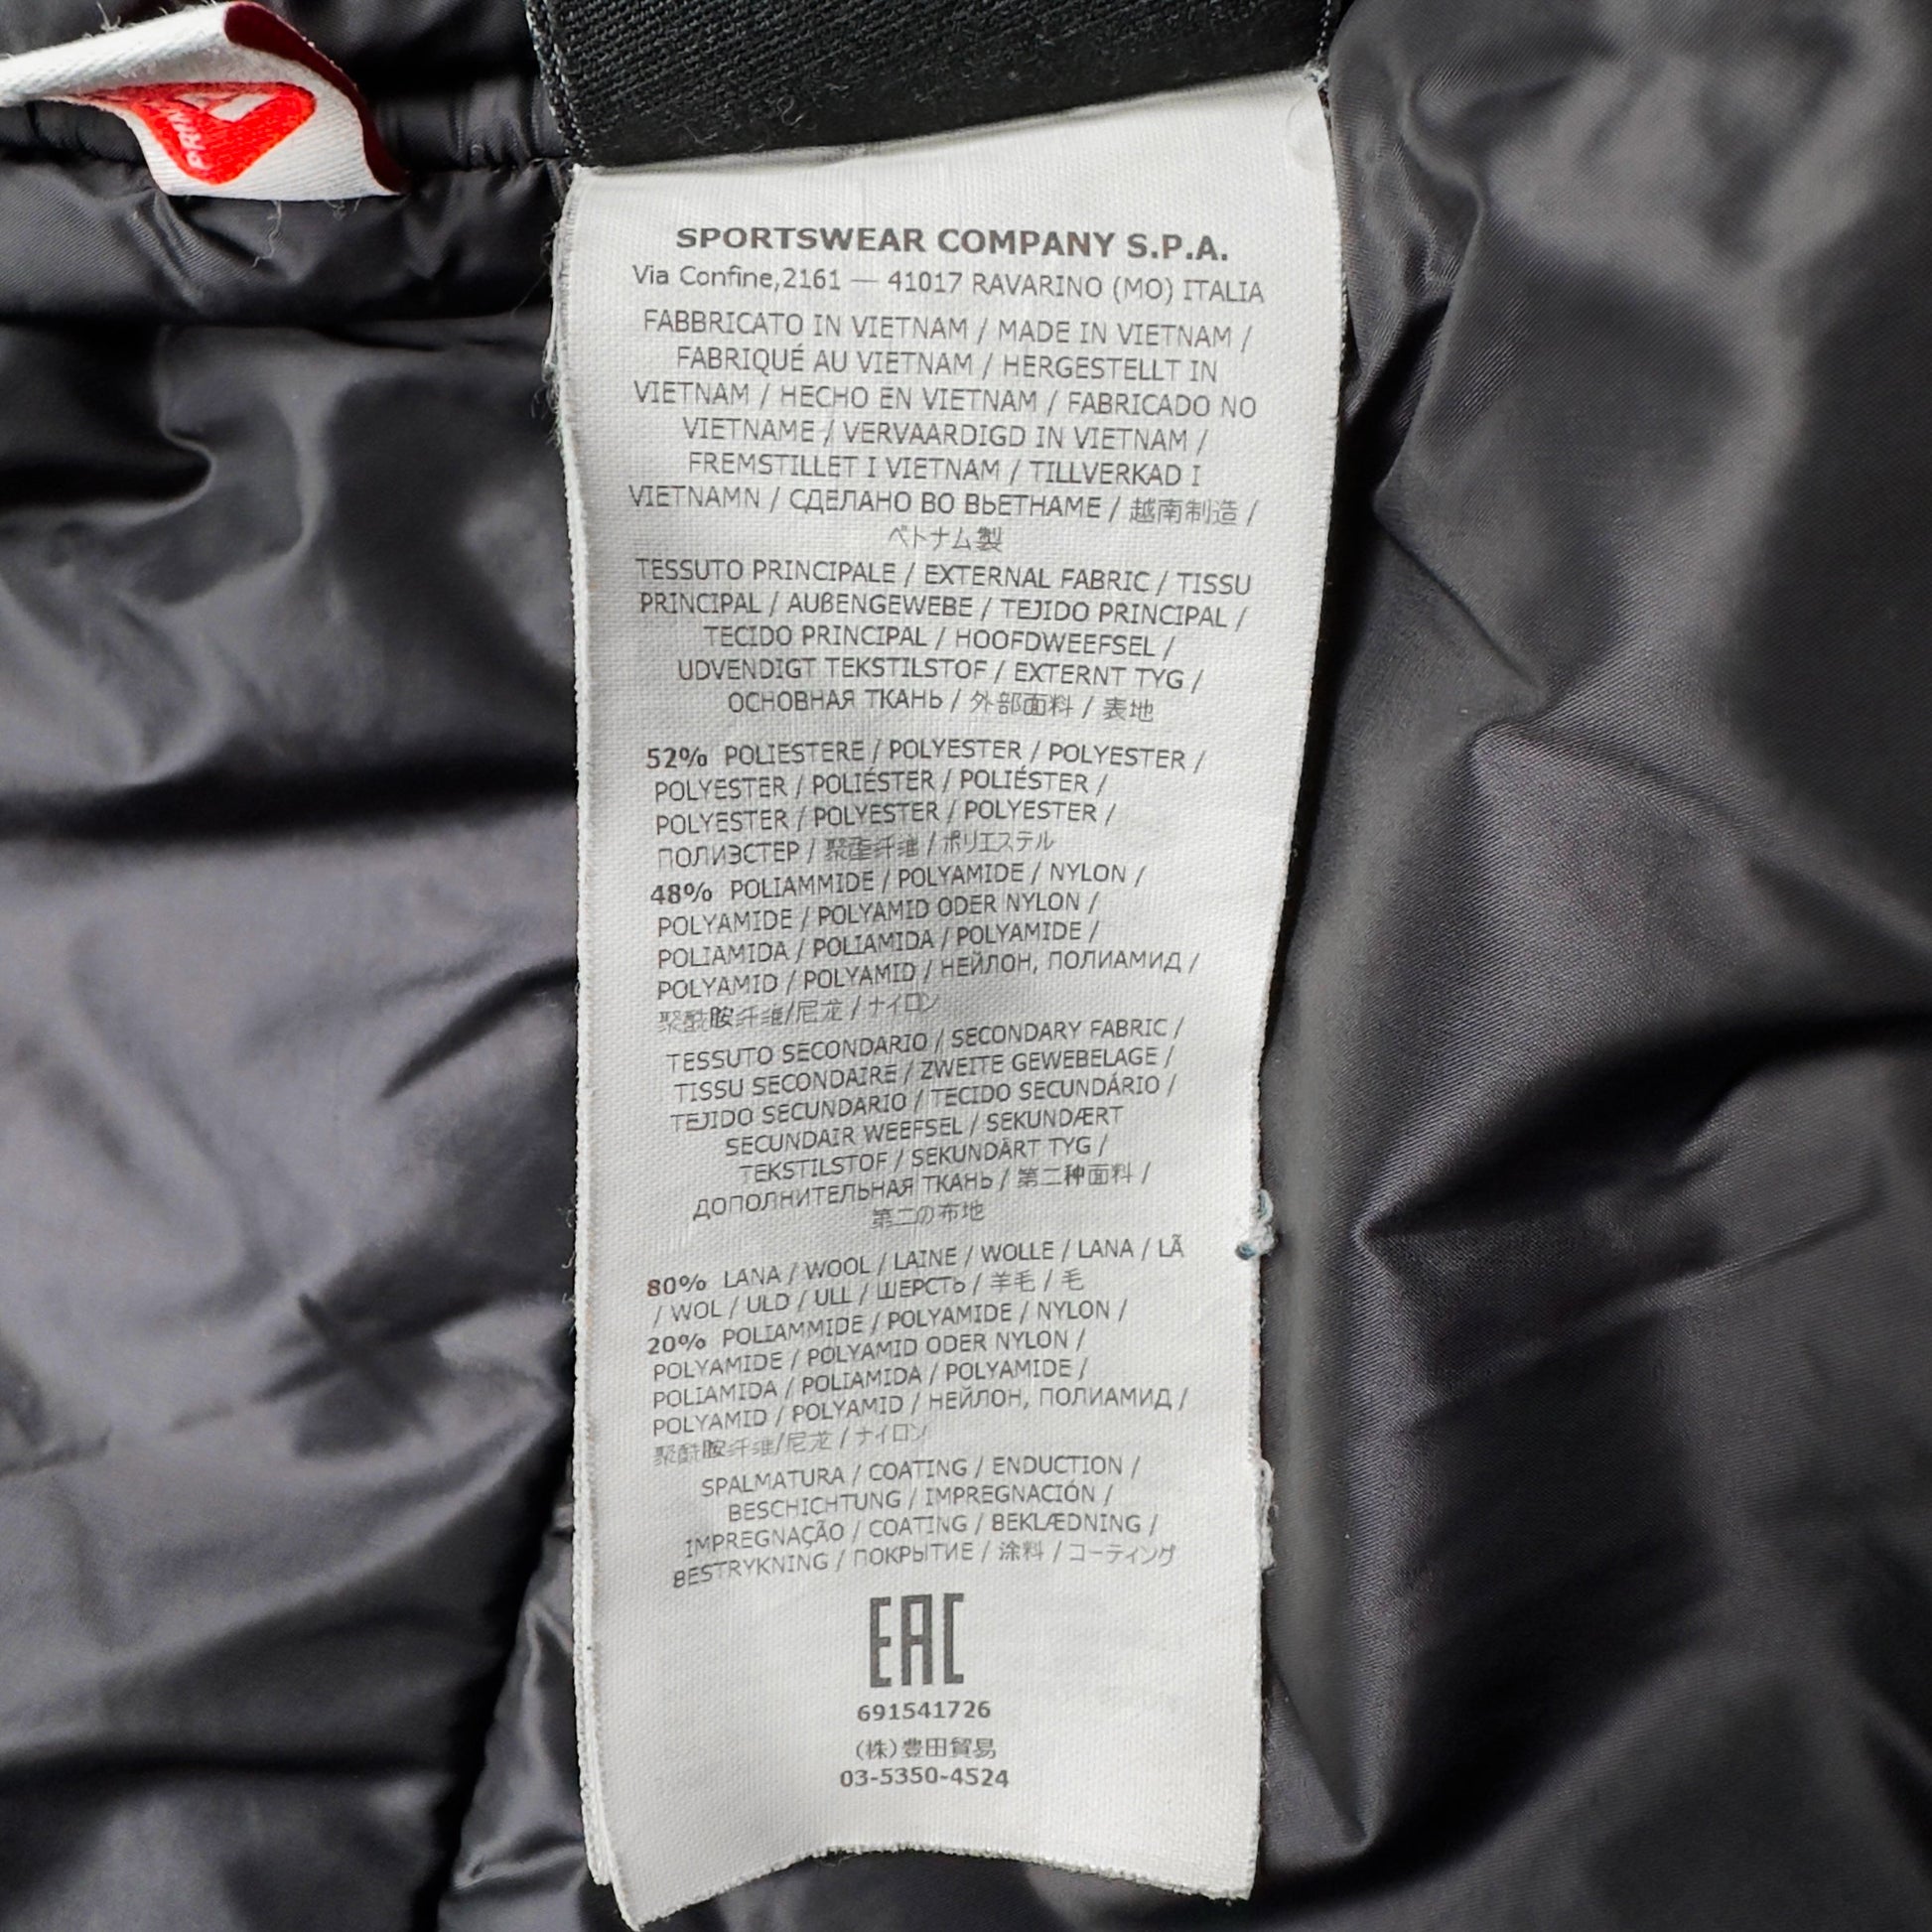 SPORTSWEAR COMPANY S.P.A.
Via Confine,2161 — 41017 RAVARINO (MO) ITALIA
FABBRICATO IN VIETNAM / MADE IN VIETNAM /
FABRIQUÉ AU VIETNAM / HERGESTELLT IN
VIETNAM / HECHO EN VIETNAM / FABRICADO NO
VIETNAME / VERVAARDIGD IN VIETNAM /
FREMSTILLET I VIETNAM / TILLVERKAD I
VIETNAMN / СДЕЛАНО ВО ВЬЕТНАМЕ / 越南制造 /
ベトナム製
TESSUTO PRINCIPALE / EXTERNAL FABRIC / TISSU
PRINCIPAL / AUßENGEWEBE / TEJIDO PRINCIPAL /
TECIDO PRINCIPAL / HOOFDWEEFSEL /
UDVENDIGT TEKSTILSTOF / EXTERNT TYG /
ОСНОВНАЯ ТКАНЬ / 外部面料 / 表地
52% POLIESTERE / POLYESTER / POLYESTER /
POLYESTER / POLIÉSTER / POLIÉSTER /
POLYESTER / POLYESTER / POLYESTER /
ПОЛИЭСТЕР / 聚酯纤维 / ポリエステル
48% POLIAMMIDE / POLYAMIDE / NYLON /
POLYAMIDE / POLYAMID ODER NYLON /
POLIAMIDA / POLIAMIDA / POLYAMIDE /
POLYAMID / POLYAMID / НЕЙЛОН, ПОЛИАМИД /
聚酰胺纤维/尼龙 / ナイロン
TESSUTO SECONDARIO / SECONDARY FABRIC /
TISSU SECONDAIRE / ZWEITE GEWEBELAGE /
TEJIDO SECUNDARIO / TECIDO SECUNDÁRIO /
SECUNDAIR WEEFSEL / SEKUNDÆRT
TEKSTILSTOF / SEKUNDÄRT TYG /
ДОПОЛНИТЕЛЬНАЯ ТКАНЬ / 第二种面料 /
第二の布地
80% LANA / WOOL / LAINE / WOLLE / LANA / LÃ
/ WOL / ULD / ULL / ШЕРСТЬ / 羊毛 / 毛
20% POLIAMMIDE / POLYAMIDE / NYLON /
POLYAMIDE / POLYAMID ODER NYLON /
POLIAMIDA / POLIAMIDA / POLYAMIDE /
POLYAMID / POLYAMID / НЕЙЛОН, ПОЛИАМИД /
聚酰胺纤维/尼龙 / ナイロン
SPALMATURA / COATING / ENDUCTION /
BESCHICHTUNG / IMPREGNACIÓN /
IMPREGNAÇÃO / COATING / BEKLÆDNING /
BESTRYKNING / ПОКРЫТИЕ / 涂料 / コーティング
EAC
691541726
(株)豊田貿易
03-5350-4524